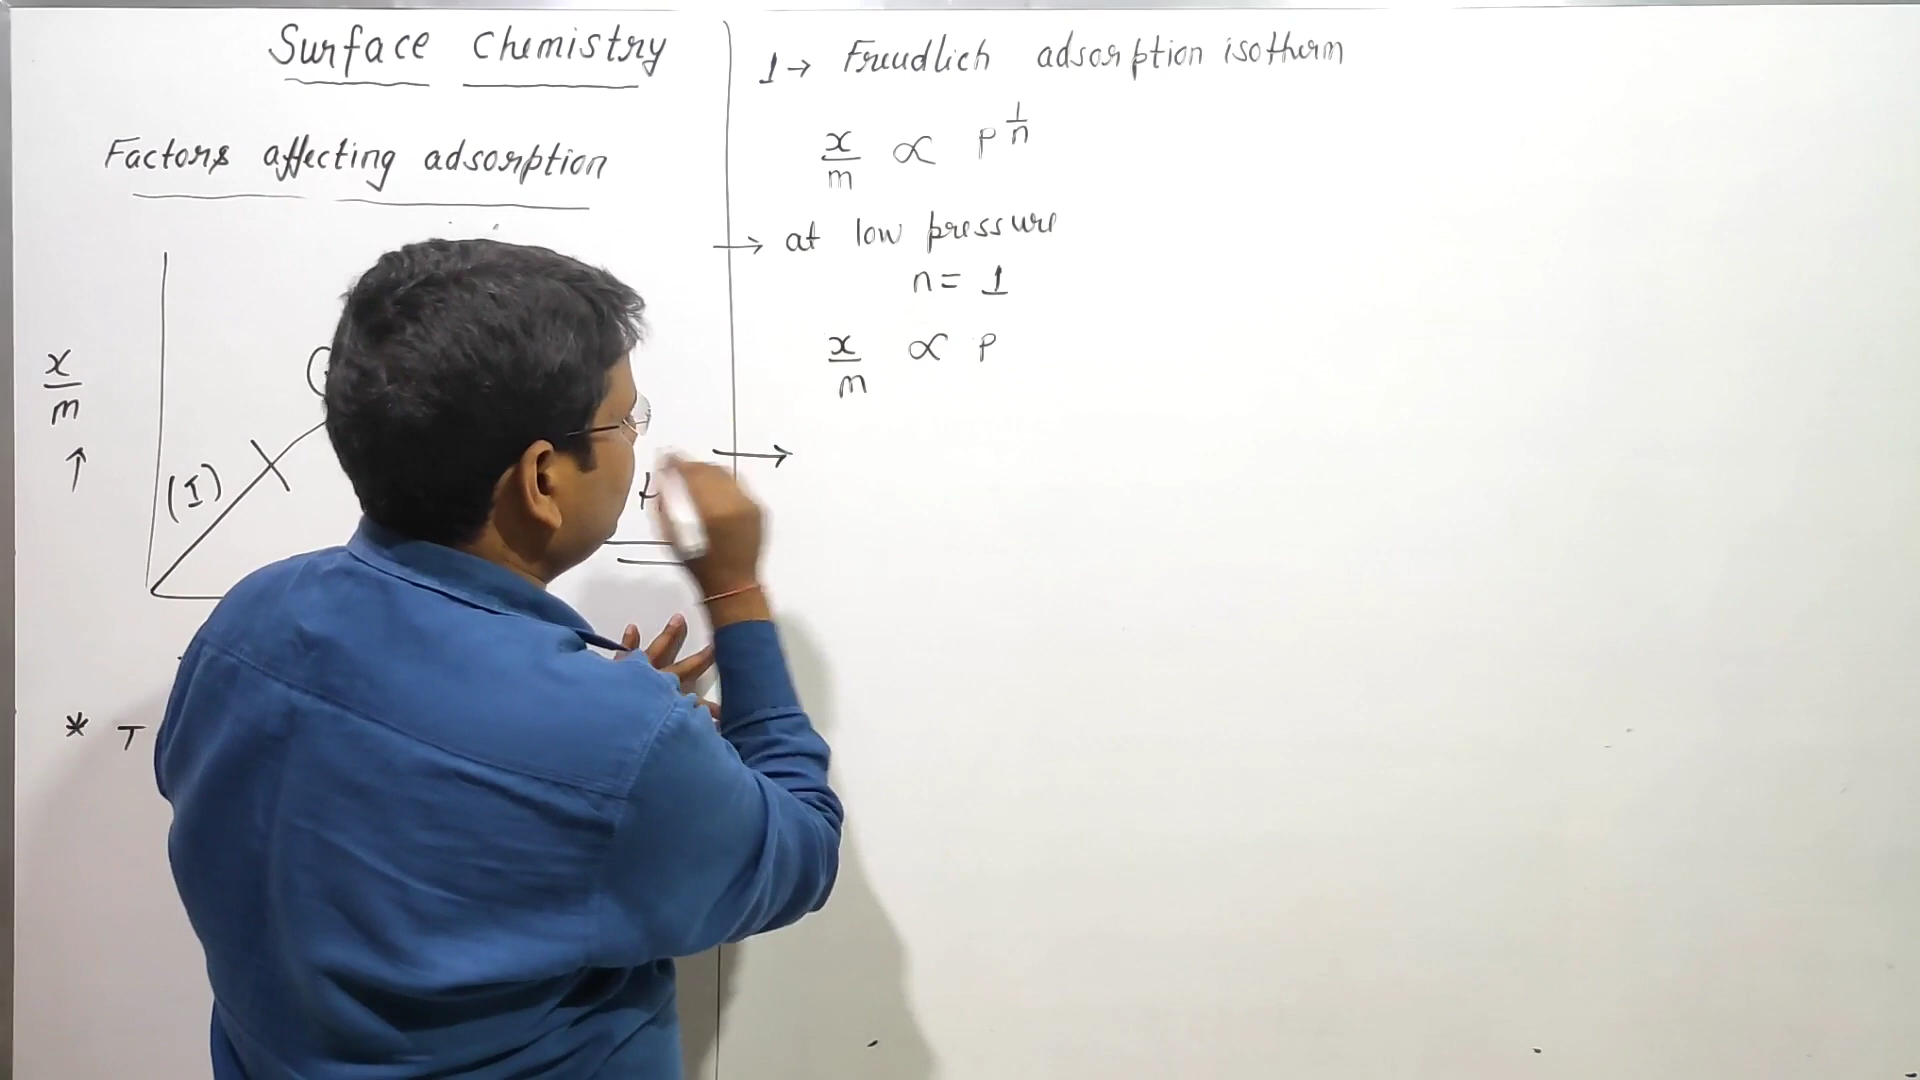 Surface chemistry
Factors affecting adsorption
x/m
↑
(I)
* T
1→ Freudlich adsorption isotherm
x/m ∝ P^1/n
→ at low pressure
n = 1
x/m ∝ P
→